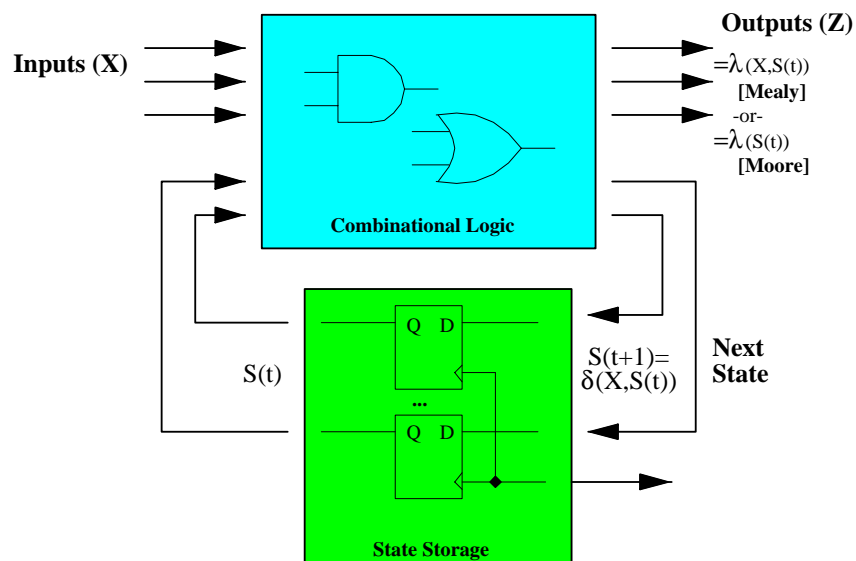 Outputs (Z)
Inputs (X)
=λ(X,S(t))
[Mealy]
-or-
=λ(S(t))
[Moore]
Combinational Logic
Q D
S(t)
S(t+1)=
δ(X,S(t))
Next
State
...
Q D
State Storage